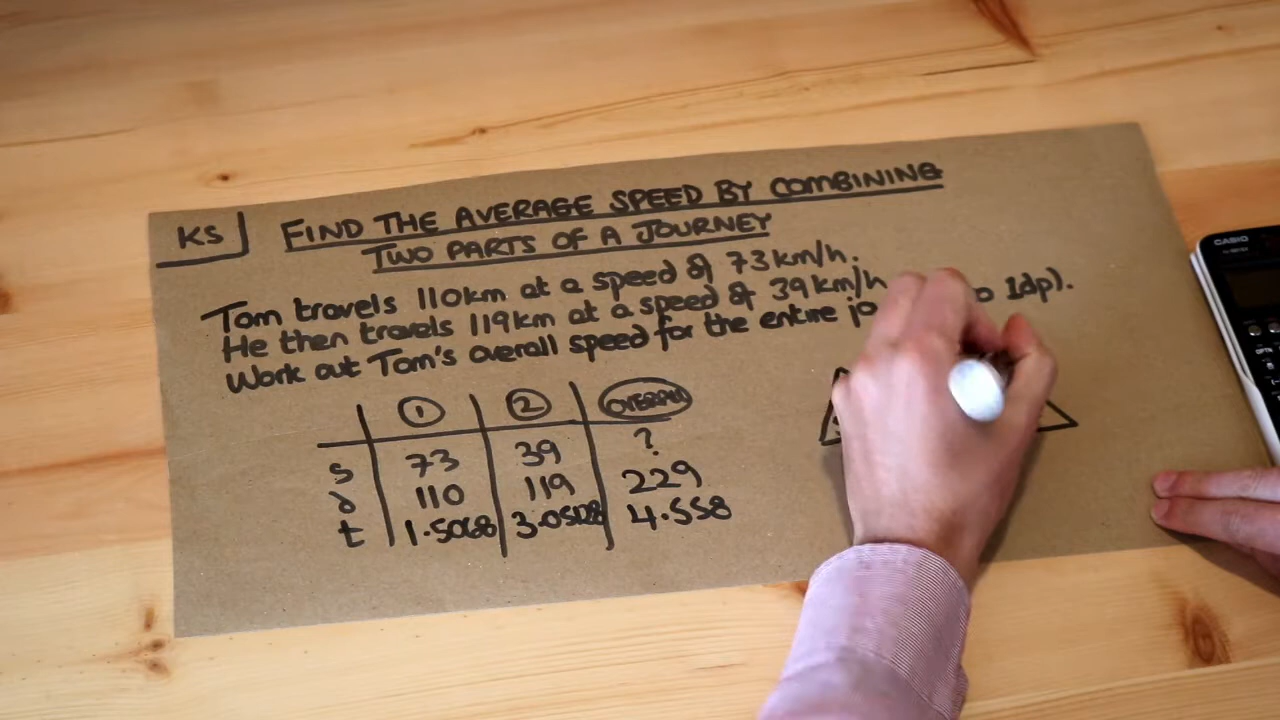 KS
FIND THE AVERAGE SPEED BY COMBINING
TWO PARTS OF A JOURNEY
Tom travels 110km at a speed of 73km/h.
He then travels 119km at a speed of 39km/h
Work out Tom's overall speed for the entire jo o 1dp).
1 2 OVERALL
s 73 39 ?
d 110 119 229
t 1.5068 3.0508 4.558
CASIO